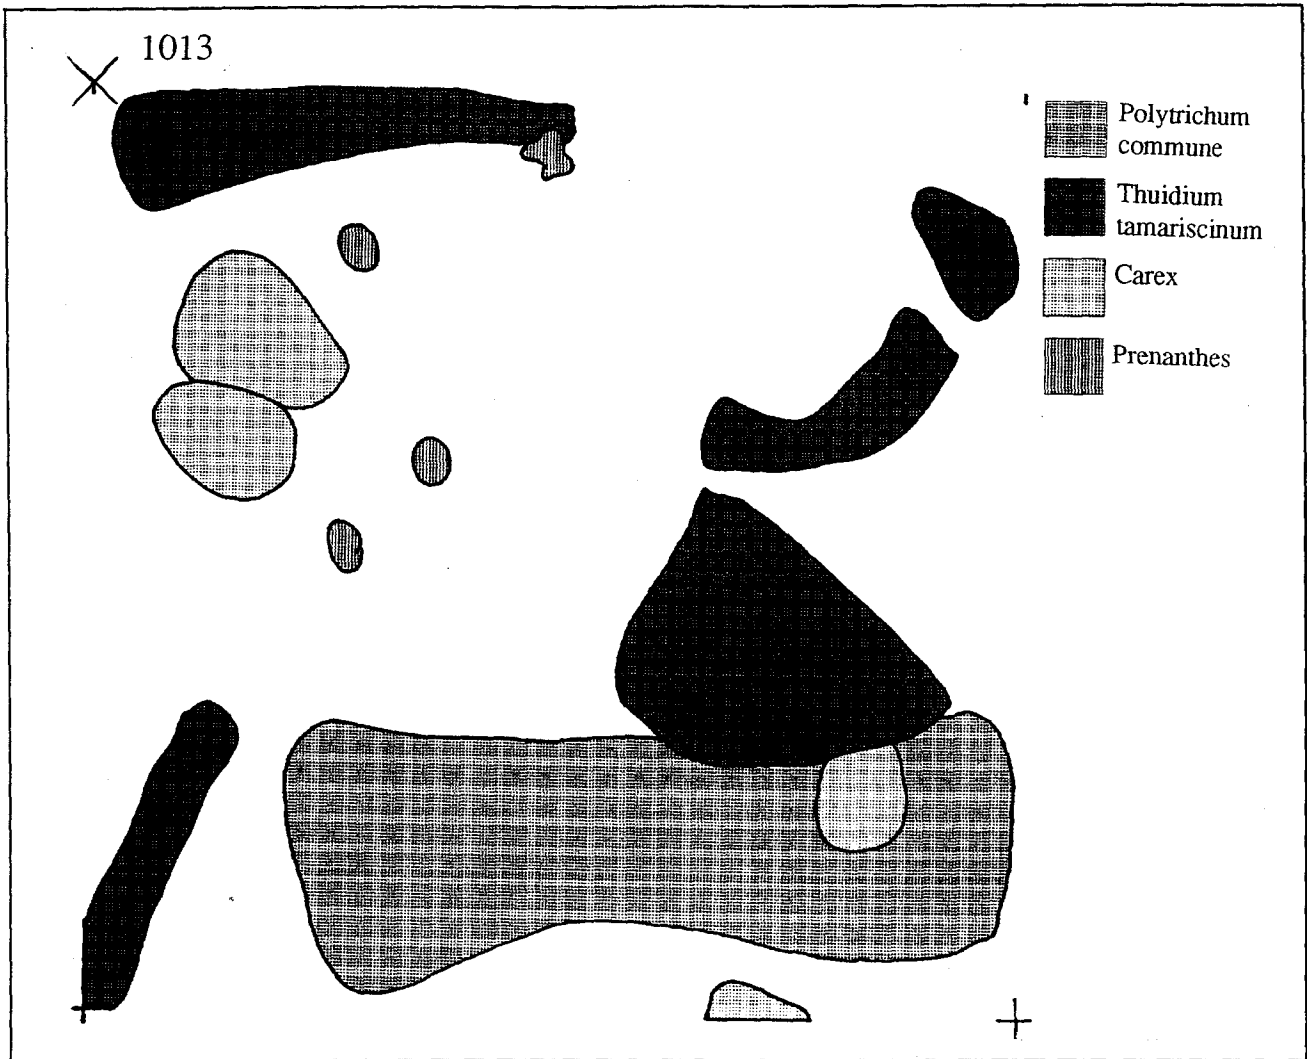 1013
Polytrichum
commune
Thuidium
tamariscinum
Carex
Prenanthes